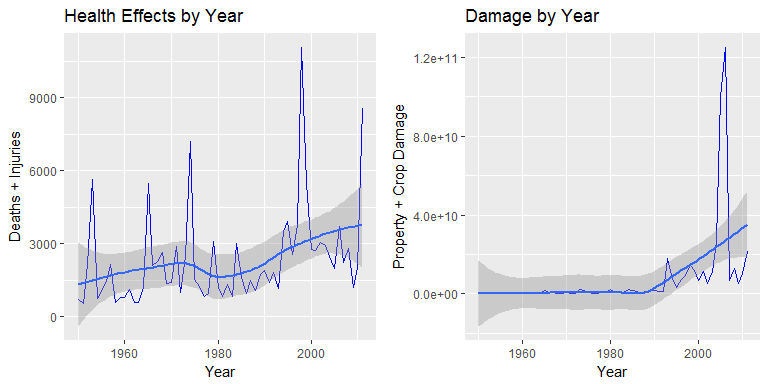 Health Effects by Year
Deaths + Injuries
9000
6000
3000
0
1960
1980
2000
Year
Damage by Year
Property + Crop Damage
1.2e+11
8.0e+10
4.0e+10
0.0e+00
1960
1980
2000
Year